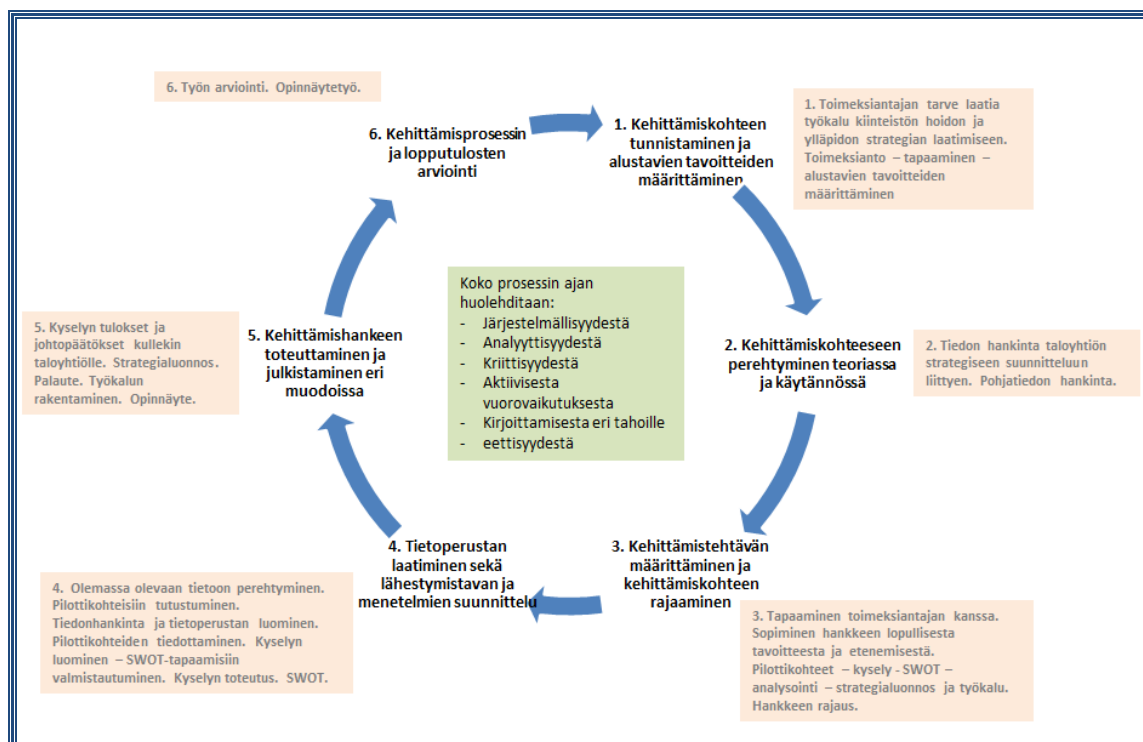 6. Työn arviointi. Opinnäytetyö.
6. Kehittämisprosessin
ja lopputulosten
arviointi
1. Kehittämiskohteen
tunnistaminen ja
alustavien tavoitteiden
määrittäminen
1. Toimeksiantajan tarve laatia
työkalu kiinteistön hoidon ja
ylläpidon strategian laatimiseen.
Toimeksianto – tapaaminen –
alustavien tavoitteiden
määrittäminen
Koko prosessin ajan
huolehditaan:
- Järjestelmällisyydestä
- Analyyttisyydestä
- Kriittisyydestä
- Aktiivisesta
vuorovaikutuksesta
- Kirjoittamisesta eri tahoille
- eettisyydestä
5. Kyselyn tulokset ja
johtopäätökset kullekin
taloyhtiölle. Strategialuonnos.
Palaute. Työkalun
rakentaminen. Opinnäyte.
5. Kehittämishankeen
toteuttaminen ja
julkistaminen eri
muodoissa
2. Kehittämiskohteeseen
perehtyminen teoriassa
ja käytännössä
2. Tiedon hankinta taloyhtiön
strategiseen suunnitteluun
liittyen. Pohjatiedon hankinta.
4. Tietoperustan
laatiminen sekä
lähestymistavan ja
menetelmien suunnittelu
3. Kehittämistehtävän
määrittäminen ja
kehittämiskohteen
rajaaminen
4. Olemassa olevaan tietoon perehtyminen.
Pilottikohteisiin tutustuminen.
Tiedonhankinta ja tietoperustan luominen.
Pilottikohteiden tiedottaminen. Kyselyn
luominen – SWOT-tapaamisiin
valmistautuminen. Kyselyn toteutus. SWOT.
3. Tapaaminen toimeksiantajan kanssa.
Sopiminen hankkeen lopullisesta
tavoitteesta ja etenemisestä.
Pilottikohteet – kysely - SWOT –
analysointi – strategialuonnos ja työkalu.
Hankkeen rajaus.